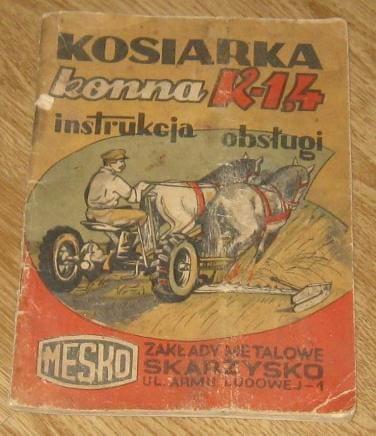 KOSIARKA
konna K-1,4
instrukcja obsługi
MESKO
ZAKŁADY METALOWE
SKARŻYSKO
UL. ARMII LUDOWEJ-1